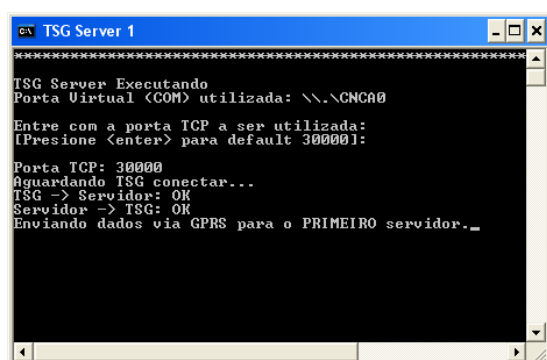 TSG Server 1
*********************************************************
TSG Server Executando
Porta Virtual (COM) utilizada: \\.\CNCA0
Entre com a porta TCP a ser utilizada:
[Presione <enter> para default 30000]:
Porta TCP: 30000
Aguardando TSG conectar...
TSG -> Servidor: OK
Servidor -> TSG: OK
Enviando dados via GPRS para o PRIMEIRO servidor._